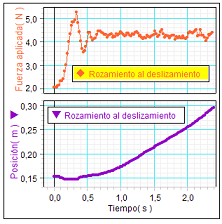 Fuerza aplicada( N )
5,0
4,0
3,0
2,0
Rozamiento al deslizamiento
Posición( m )
0,30
Rozamiento al deslizamiento
0,25
0,20
0,15
0,0 0,5 1,0 1,5 2,0
Tiempo( s )